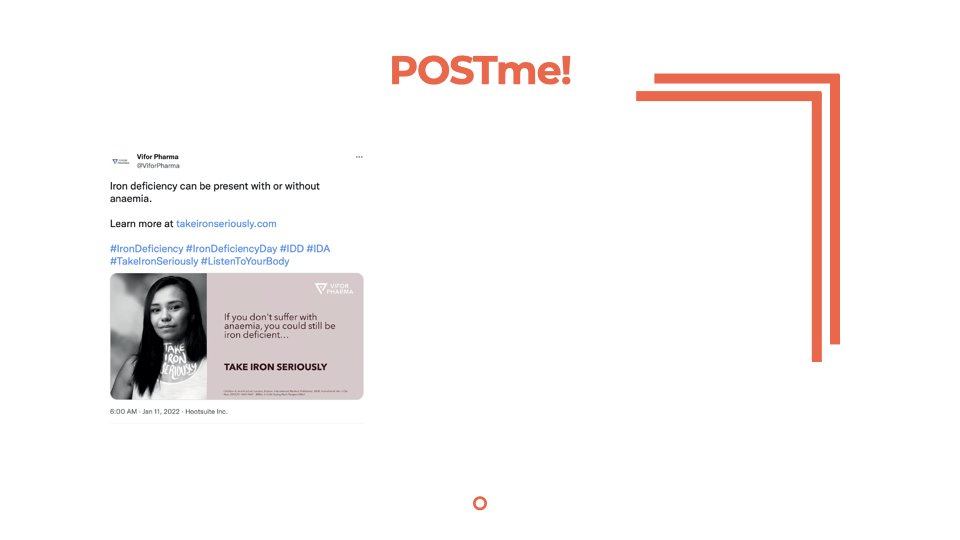 POSTme!
Vifor Pharma
@ViforPharma
Iron deficiency can be present with or without
anaemia.
Learn more at takeironseriously.com
#IronDeficiency #IronDeficiencyDay #IDD #IDA
#TakeIronSeriously #ListenToYourBody
VIFOR
PHARMA
If you don't suffer with
anaemia, you could still be
iron deficient...
TAKE
IRON
SERIOUSLY
TAKE IRON SERIOUSLY
6:00 AM · Jan 11, 2022 · Hootsuite Inc.